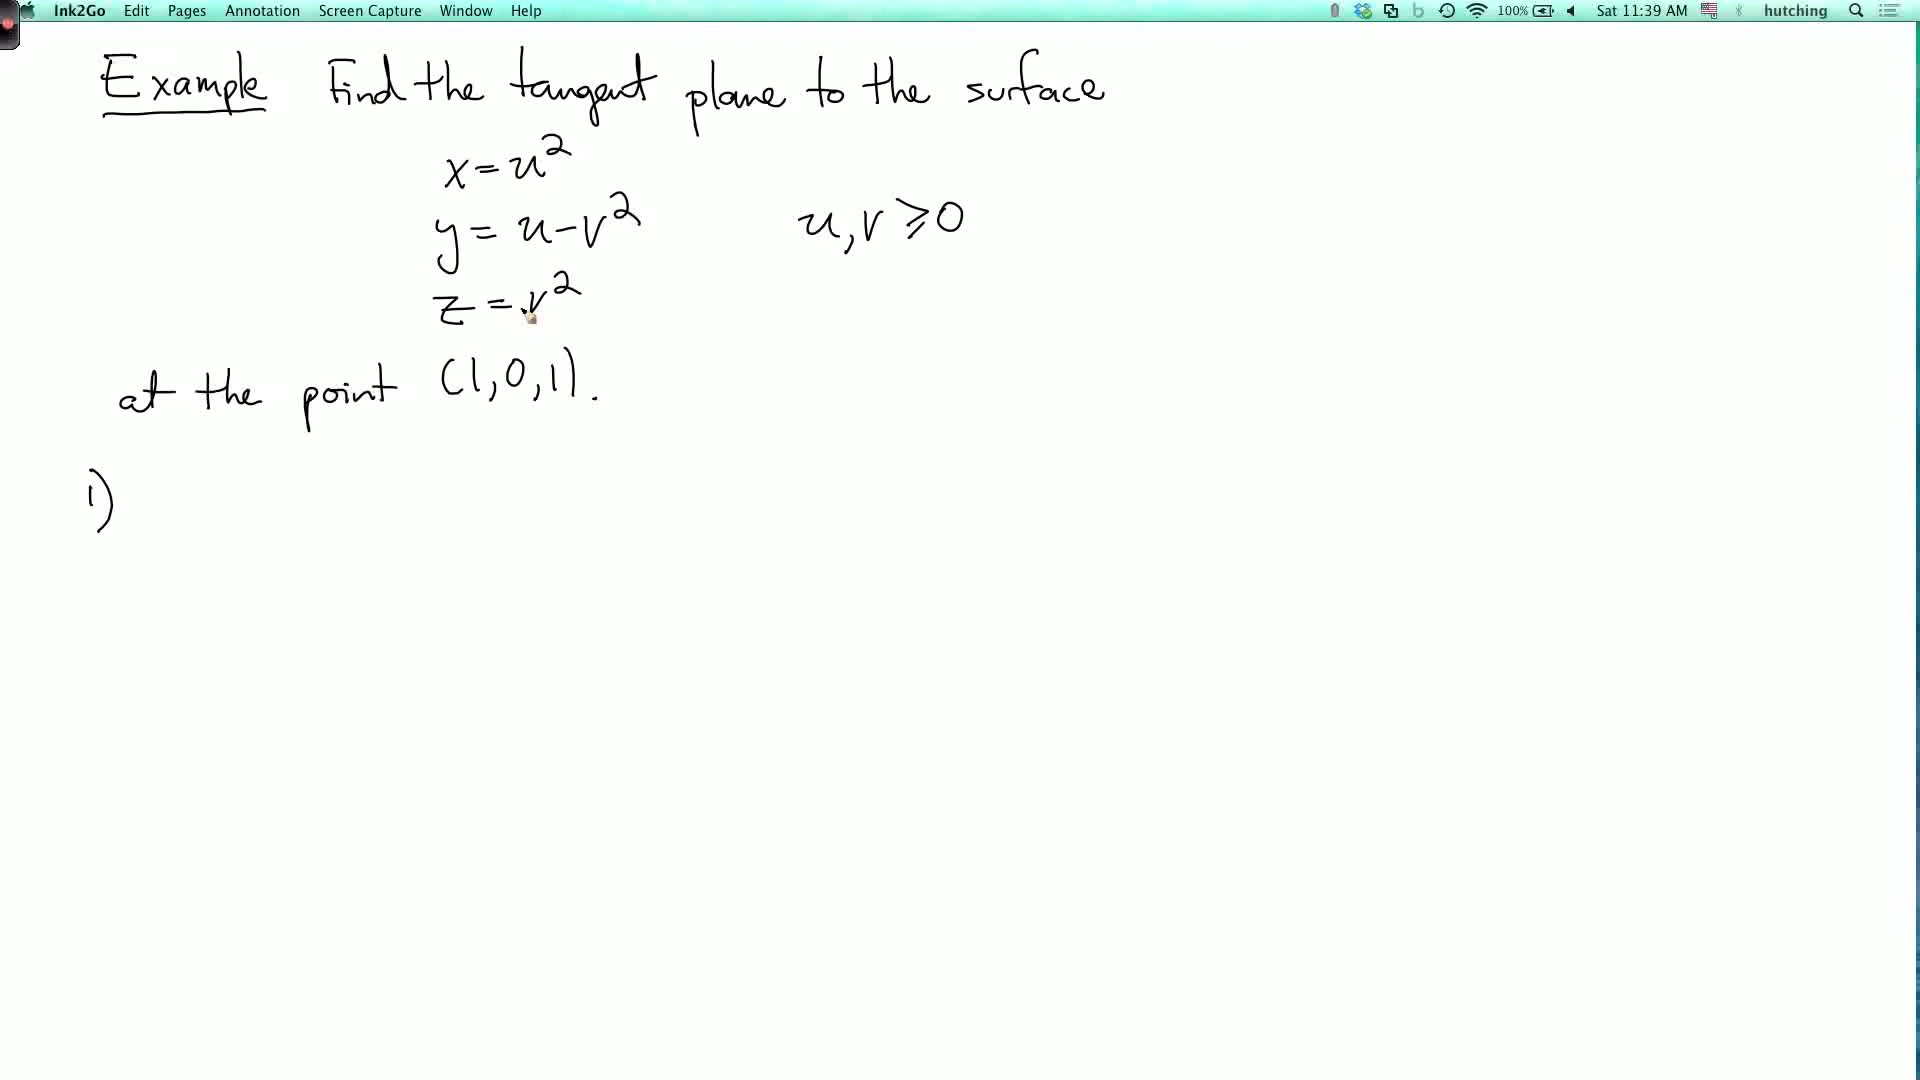 Ink2Go Edit Pages Annotation Screen Capture Window Help 100% Sat 11:39 AM hutching
Example Find the tangent plane to the surface
x = u²
y = u - v² u, v ⩾ 0
z = v²
at the point (1, 0, 1).
1)